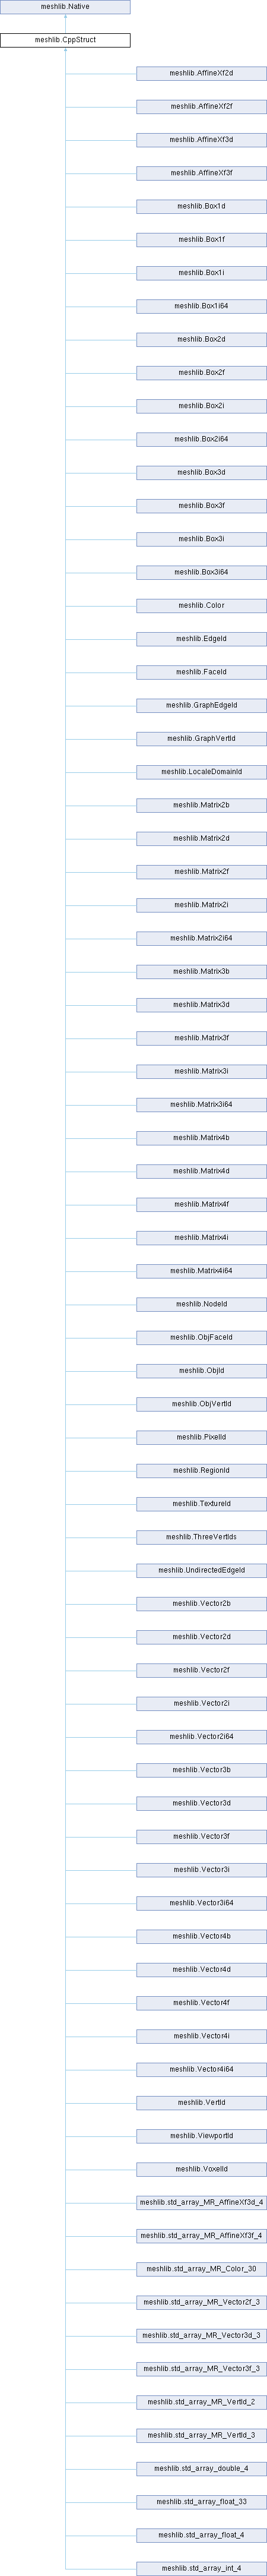 meshlib.Native
meshlib.CppStruct
meshlib.AffineXf2d
meshlib.AffineXf2f
meshlib.AffineXf3d
meshlib.AffineXf3f
meshlib.Box1d
meshlib.Box1f
meshlib.Box1i
meshlib.Box1i64
meshlib.Box2d
meshlib.Box2f
meshlib.Box2i
meshlib.Box2i64
meshlib.Box3d
meshlib.Box3f
meshlib.Box3i
meshlib.Box3i64
meshlib.Color
meshlib.EdgeId
meshlib.FaceId
meshlib.GraphEdgeId
meshlib.GraphVertId
meshlib.LocaleDomainId
meshlib.Matrix2b
meshlib.Matrix2d
meshlib.Matrix2f
meshlib.Matrix2i
meshlib.Matrix2i64
meshlib.Matrix3b
meshlib.Matrix3d
meshlib.Matrix3f
meshlib.Matrix3i
meshlib.Matrix3i64
meshlib.Matrix4b
meshlib.Matrix4d
meshlib.Matrix4f
meshlib.Matrix4i
meshlib.Matrix4i64
meshlib.NodeId
meshlib.ObjFaceId
meshlib.ObjId
meshlib.ObjVertId
meshlib.PixelId
meshlib.RegionId
meshlib.TextureId
meshlib.ThreeVertIds
meshlib.UndirectedEdgeId
meshlib.Vector2b
meshlib.Vector2d
meshlib.Vector2f
meshlib.Vector2i
meshlib.Vector2i64
meshlib.Vector3b
meshlib.Vector3d
meshlib.Vector3f
meshlib.Vector3i
meshlib.Vector3i64
meshlib.Vector4b
meshlib.Vector4d
meshlib.Vector4f
meshlib.Vector4i
meshlib.Vector4i64
meshlib.VertId
meshlib.ViewportId
meshlib.VoxelId
meshlib.std_array_MR_AffineXf3d_4
meshlib.std_array_MR_AffineXf3f_4
meshlib.std_array_MR_Color_30
meshlib.std_array_MR_Vector2f_3
meshlib.std_array_MR_Vector3d_3
meshlib.std_array_MR_Vector3f_3
meshlib.std_array_MR_VertId_2
meshlib.std_array_MR_VertId_3
meshlib.std_array_double_4
meshlib.std_array_float_33
meshlib.std_array_float_4
meshlib.std_array_int_4